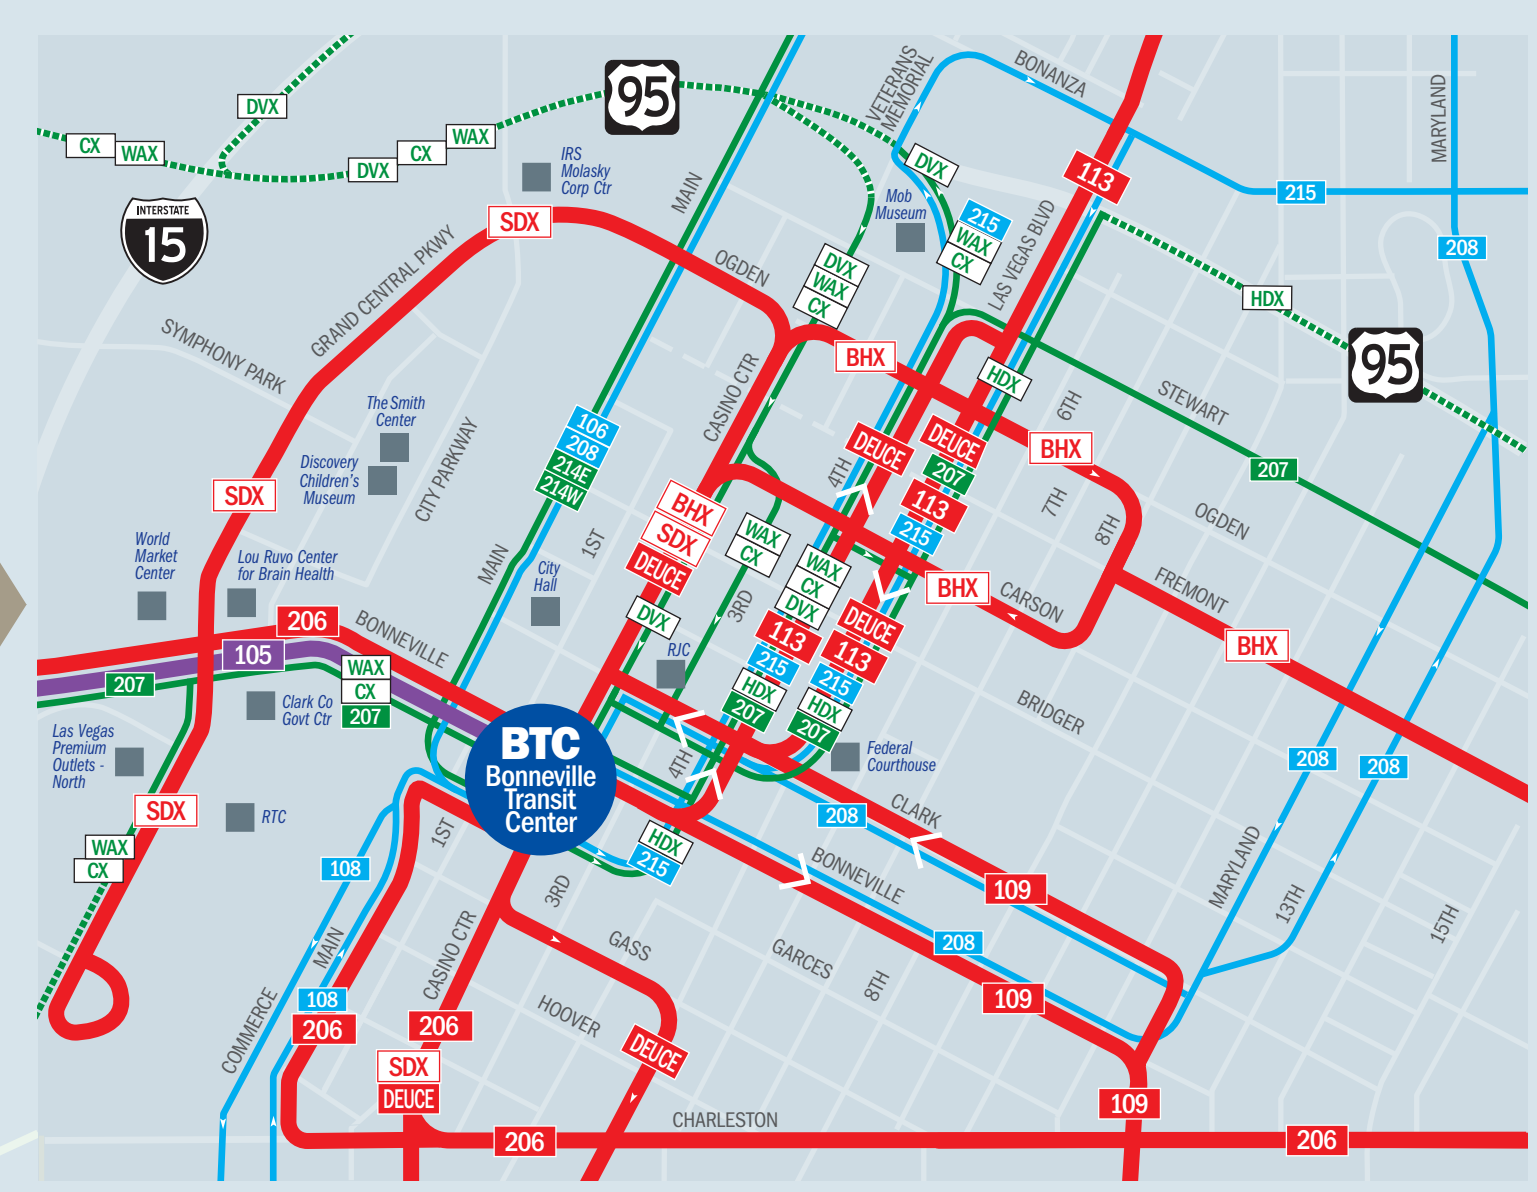 95
VETERANS
MEMORIAL
BONANZA
MARYLAND
DVX
CX
WAX
DVX
CX
WAX
DVX
113
215
208
IRS
Molasky
Corp Ctr
MAIN
Mob
Museum
INTERSTATE
15
SDX
215
WAX
CX
LAS VEGAS BLVD
GRAND CENTRAL PKWY
OGDEN
DVX
WAX
CX
HDX
95
SYMPHONY PARK
BHX
HDX
CASINO CTR
6TH
STEWART
The Smith
Center
Discovery
Children's
Museum
CITY PARKWAY
106
208
214E
214W
DEUCE
DEUCE
207
113
215
BHX
207
4TH
SDX
BHX
SDX
DEUCE
7TH
8TH
OGDEN
World
Market
Center
Lou Ruvo Center
for Brain Health
MAIN
1ST
City
Hall
WAX
CX
WAX
CX
DVX
113
215
HDX
207
BHX
CARSON
FREMONT
BHX
206
105
207
BONNEVILLE
WAX
CX
207
DVX
3RD
RJC
DEUCE
113
215
HDX
207
BRIDGER
Clark Co
Govt Ctr
Las Vegas
Premium
Outlets -
North
BTC
Bonneville
Transit
Center
4TH
Federal
Courthouse
208
208
SDX
RTC
1ST
208
CLARK
WAX
CX
108
HDX
215
BONNEVILLE
MARYLAND
13TH
15TH
109
3RD
MAIN
CASINO CTR
GASS
GARCES
208
8TH
108
206
COMMERCE
206
HOOVER
109
DEUCE
SDX
DEUCE
109
CHARLESTON
206
206